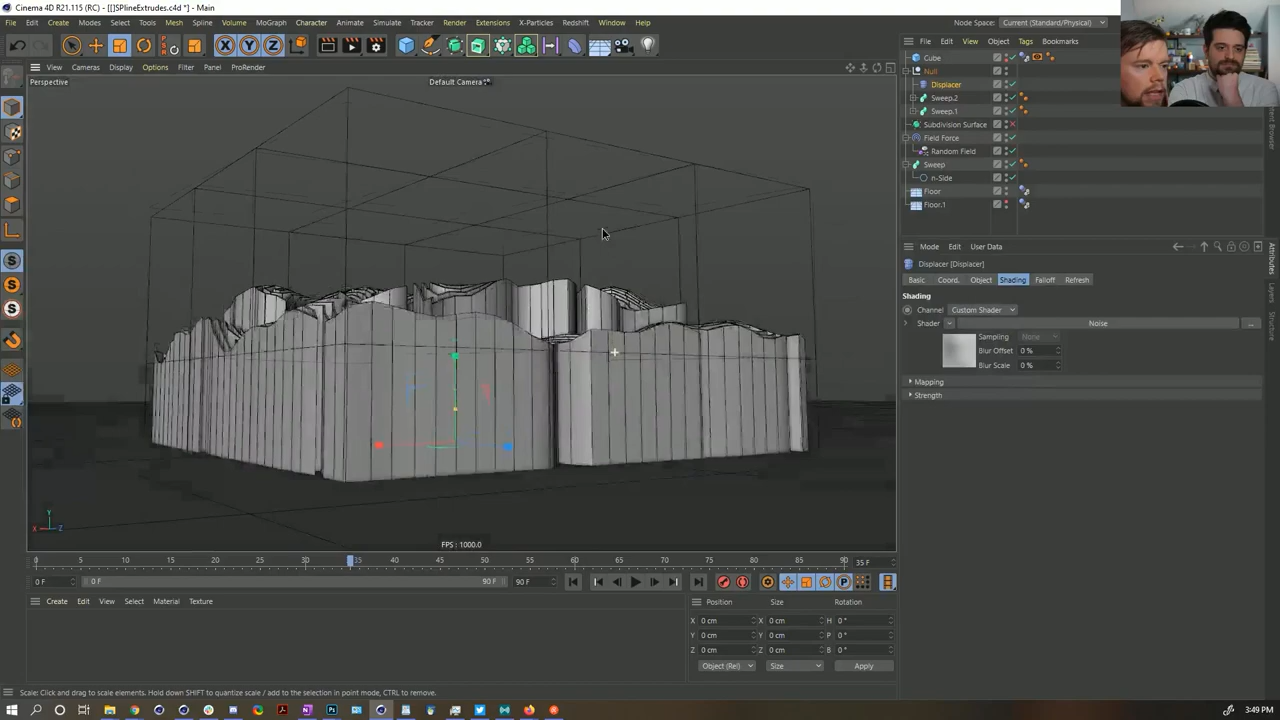 Cinema 4D R21.115 (RC) - [[]SPlineExtrudes.c4d *] - Main
File Edit Create Modes Select Tools Mesh Spline Volume MoGraph Character Animate Simulate Tracker Render Extensions X-Particles Redshift Window Help
Node Space: Current (Standard/Physical)
View Cameras Display Options Filter Panel ProRender
Perspective
Default Camera
File Edit View Object Tags Bookmarks
Cube
Null
Displacer
Sweep.2
Sweep.1
Subdivision Surface
Field Force
Random Field
Sweep
n-Side
Floor
Floor.1
Mode Edit User Data
Displacer [Displacer]
Basic Coord. Object Shading Falloff Refresh
Shading
Channel Custom Shader
Shader Noise ...
Sampling None
Blur Offset 0 %
Blur Scale 0 %
Mapping
Strength
Attributes
Layers
Structure
X Y Z
FPS : 1000.0
0 5 10 15 20 25 30 35 40 45 50 55 60 65 70 75 80 85 90 35 F
0 F 0 F 90 F 90 F
Create Edit View Select Material Texture
Position Size Rotation
X 0 cm X 0 cm H 0 °
Y 0 cm Y 0 cm P 0 °
Z 0 cm Z 0 cm B 0 °
Object (Rel) Size Apply
Scale: Click and drag to scale elements. Hold down SHIFT to quantize scale / add to the selection in point mode, CTRL to remove.
3:49 PM